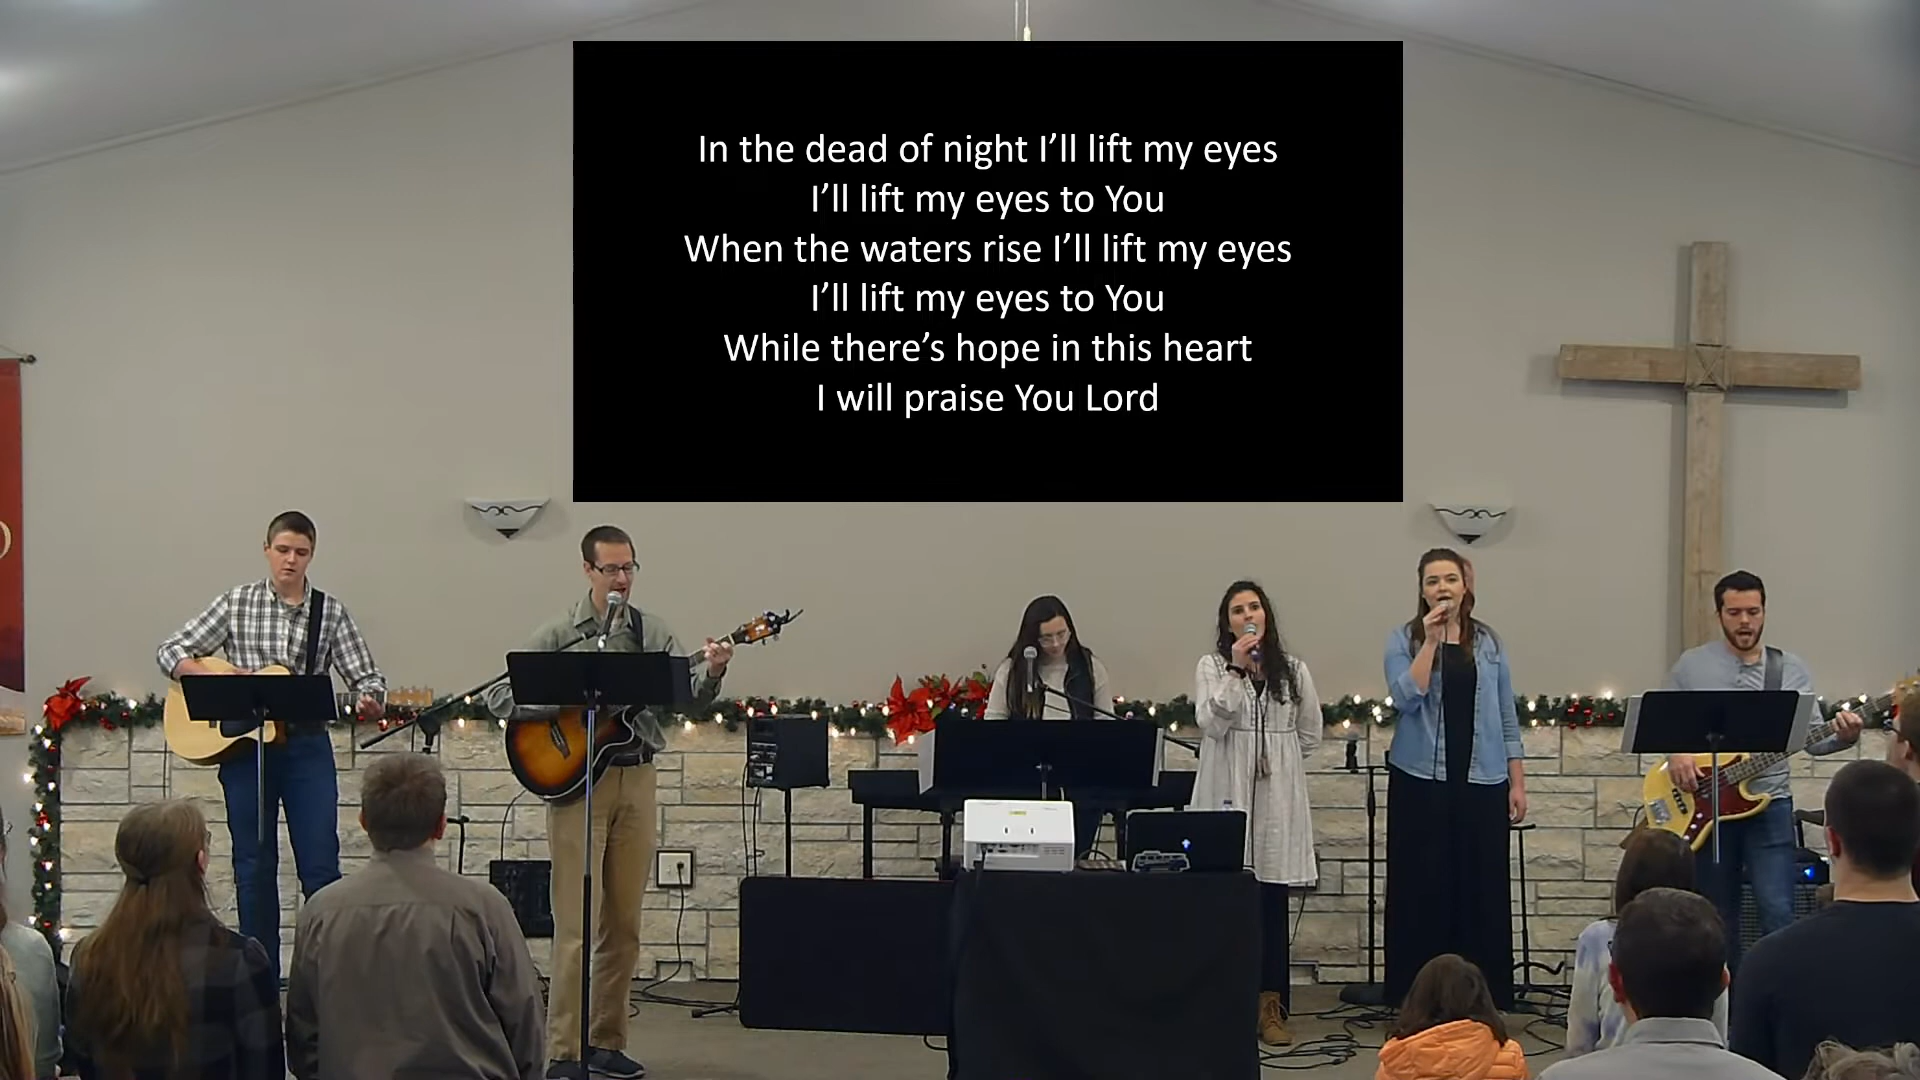 In the dead of night I’ll lift my eyes
I’ll lift my eyes to You
When the waters rise I’ll lift my eyes
I’ll lift my eyes to You
While there’s hope in this heart
I will praise You Lord